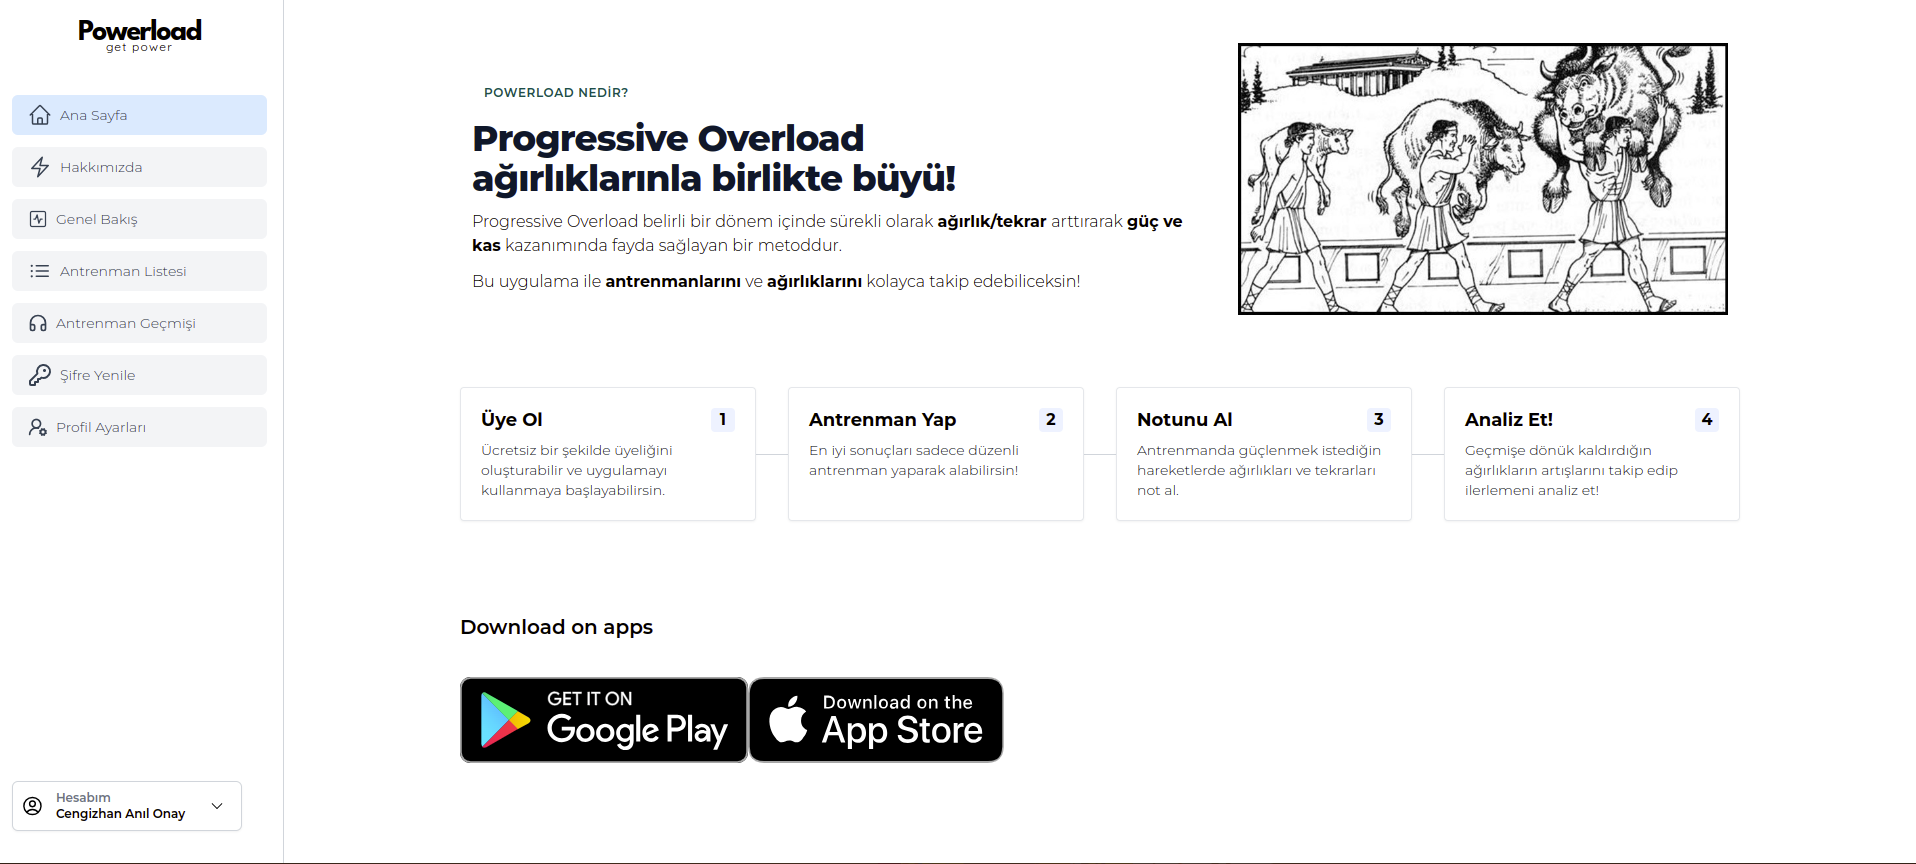 Powerload
get power
Ana Sayfa
Hakkımızda
Genel Bakış
Antrenman Listesi
Antrenman Geçmişi
Şifre Yenile
Profil Ayarları
Hesabım
Cengizhan Anıl Onay
POWERLOAD NEDİR?
Progressive Overload
ağırlıklarınla birlikte büyü!
Progressive Overload belirli bir dönem içinde sürekli olarak ağırlık/tekrar arttırarak güç ve
kas kazanımında fayda sağlayan bir metoddur.
Bu uygulama ile antrenmanlarını ve ağırlıklarını kolayca takip edebiliceksin!
Üye Ol 1
Ücretsiz bir şekilde üyeliğini
oluşturabilir ve uygulamayı
kullanmaya başlayabilirsin.
Antrenman Yap 2
En iyi sonuçları sadece düzenli
antrenman yaparak alabilirsin!
Notunu Al 3
Antrenmanda güçlenmek istediğin
hareketlerde ağırlıkları ve tekrarları
not al.
Analiz Et! 4
Geçmişe dönük kaldırdığın
ağırlıkların artışlarını takip edip
ilerlemeni analiz et!
Download on apps
GET IT ON
Google Play
Download on the
App Store